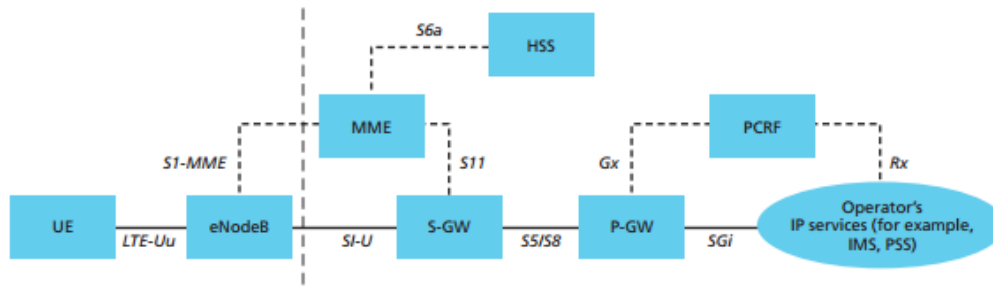 S6a
HSS
MME
PCRF
S1-MME
S11
Gx
Rx
UE
LTE-Uu
eNodeB
SI-U
S-GW
S5/S8
P-GW
SGi
Operator's
IP services (for example,
IMS, PSS)